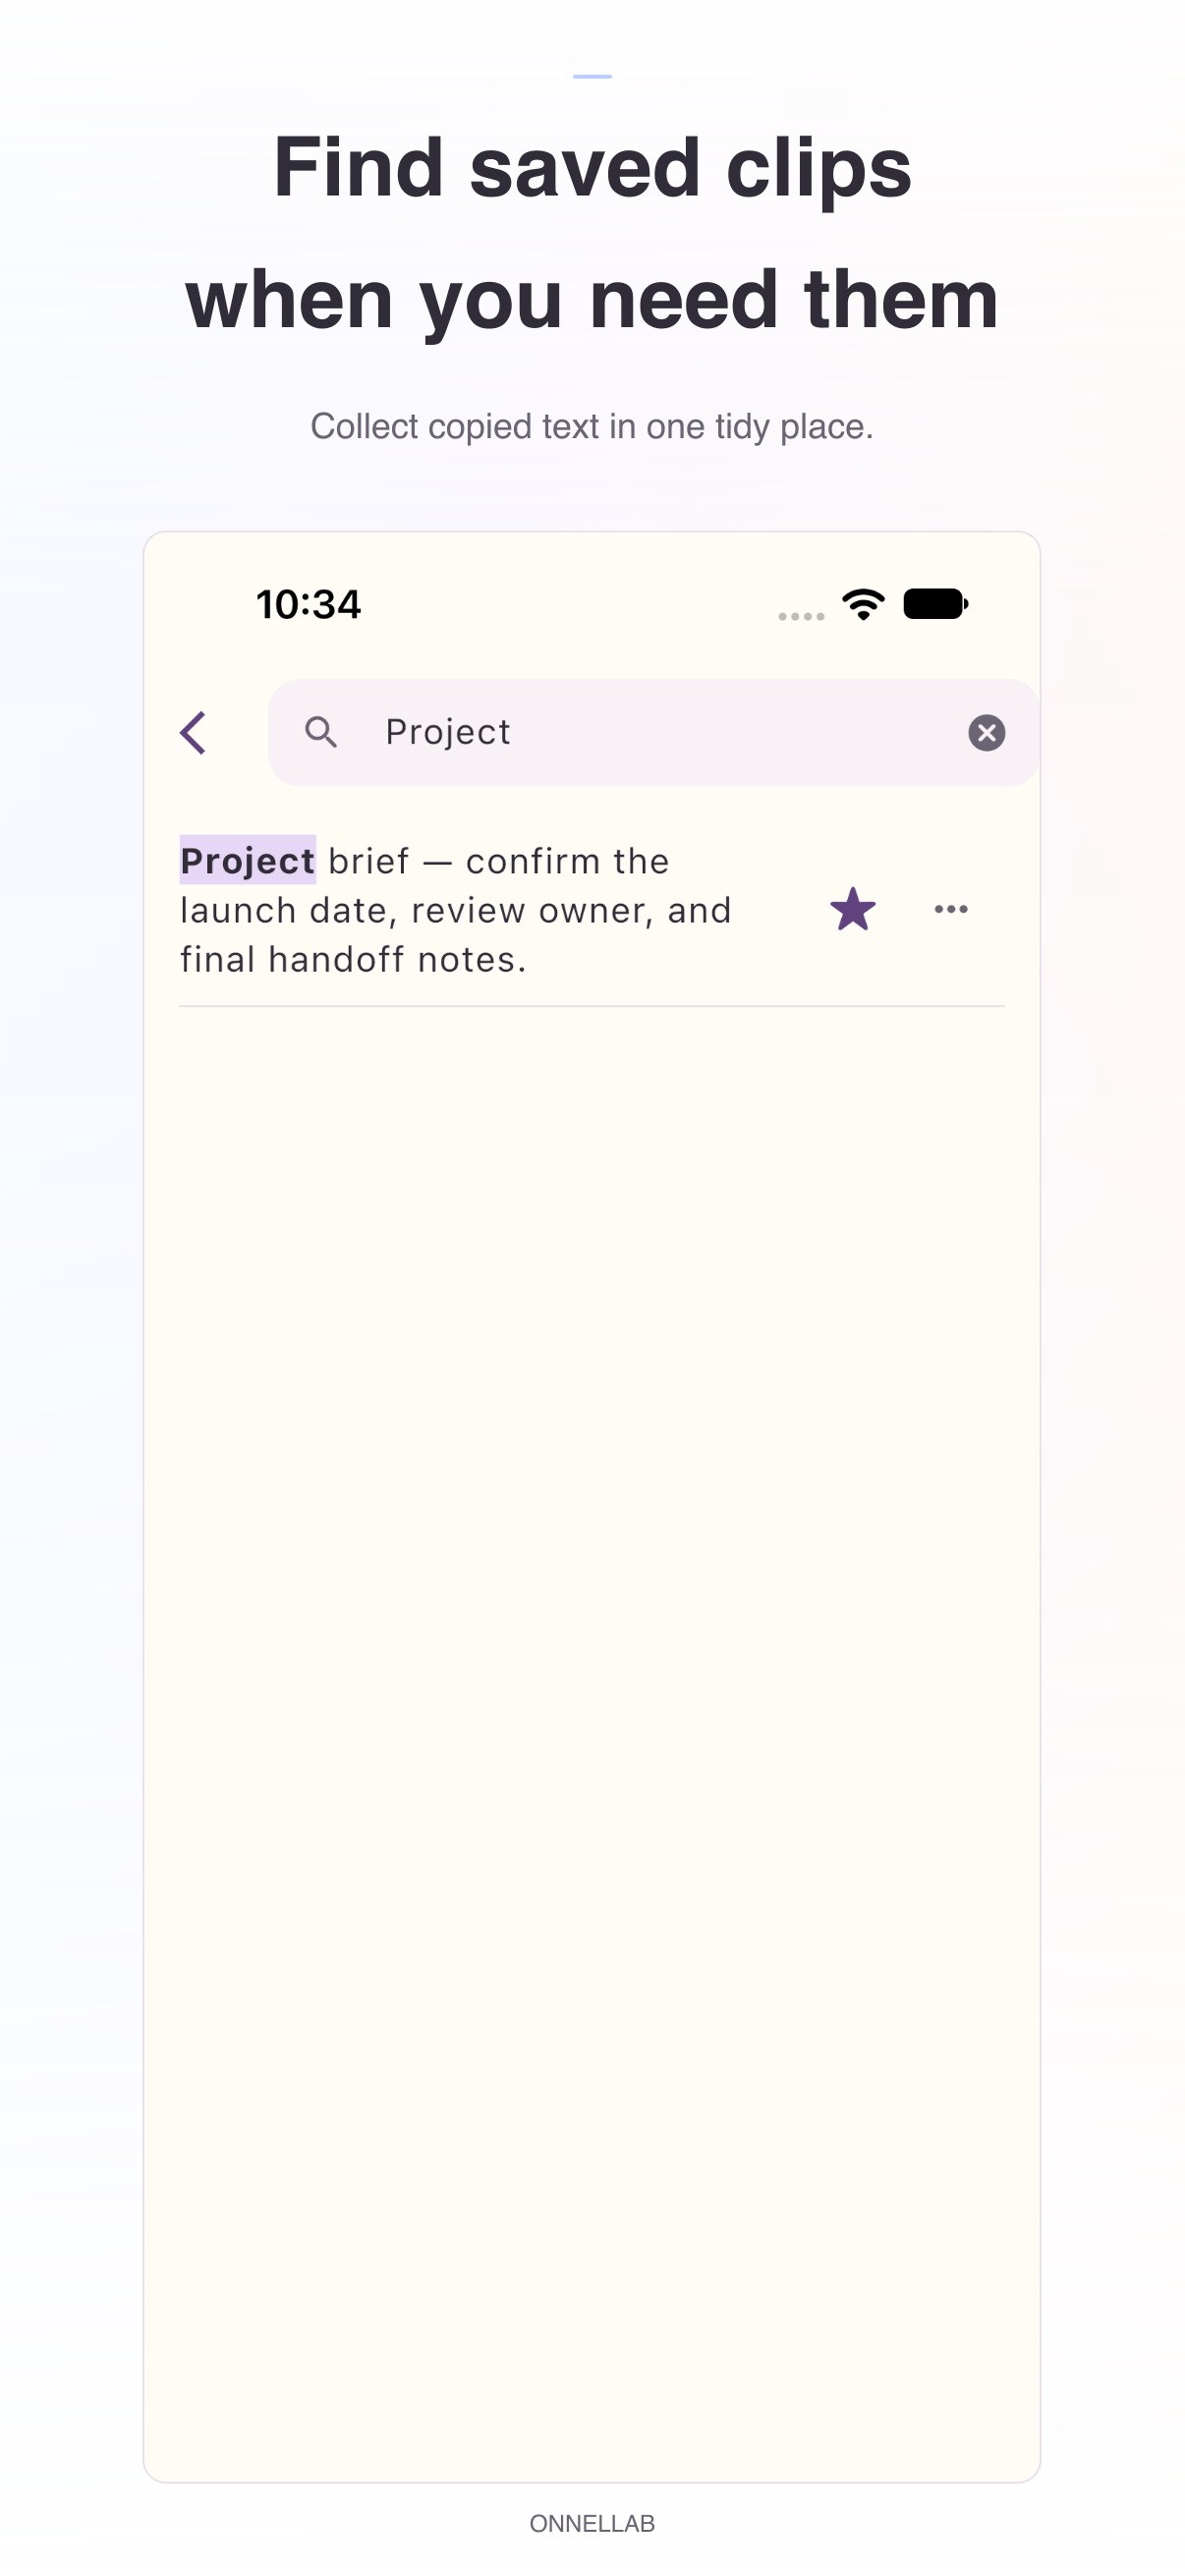 Find saved clips
when you need them
Collect copied text in one tidy place.
10:34
Project
Project brief — confirm the
launch date, review owner, and
final handoff notes.
ONNELLAB